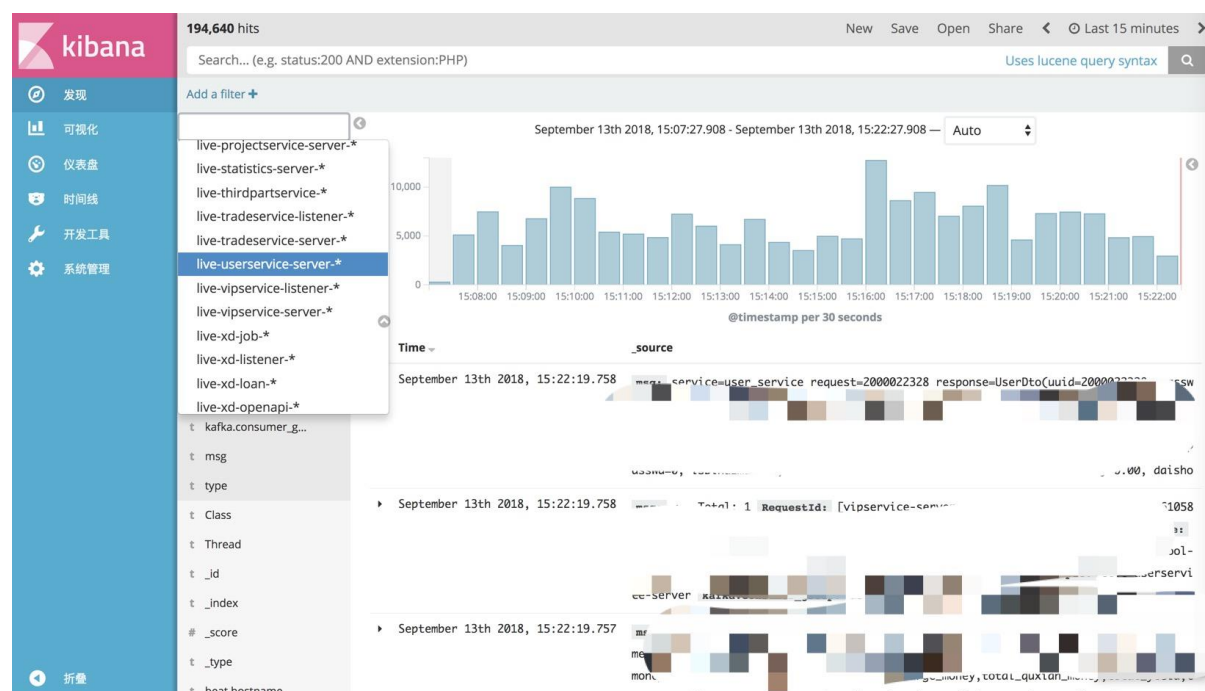 kibana
发现
可视化
仪表盘
时间线
开发工具
系统管理
折叠
194,640 hits
New Save Open Share Last 15 minutes
Search... (e.g. status:200 AND extension:PHP)
Uses lucene query syntax
Add a filter +
live-projectservice-server-*
live-statistics-server-*
live-thirdpartservice-*
live-tradeservice-listener-*
live-tradeservice-server-*
live-userservice-server-*
live-vipservice-listener-*
live-vipservice-server-*
live-xd-job-*
live-xd-listener-*
live-xd-loan-*
live-xd-openapi-*
t kafka.consumer_g...
t msg
t type
t Class
t Thread
t _id
t _index
# _score
t _type
t beat.hostname
September 13th 2018, 15:07:27.908 - September 13th 2018, 15:22:27.908 — Auto
10,000
5,000
0
15:08:00 15:09:00 15:10:00 15:11:00 15:12:00 15:13:00 15:14:00 15:15:00 15:16:00 15:17:00 15:18:00 15:19:00 15:20:00 15:21:00 15:22:00
@timestamp per 30 seconds
Time _source
September 13th 2018, 15:22:19.758 msg: service=user_service request=2000022328 response=UserDto(uuid=
daisho
September 13th 2018, 15:22:19.758 Total: 1 RequestId: [vipservice-
ce-server
September 13th 2018, 15:22:19.757